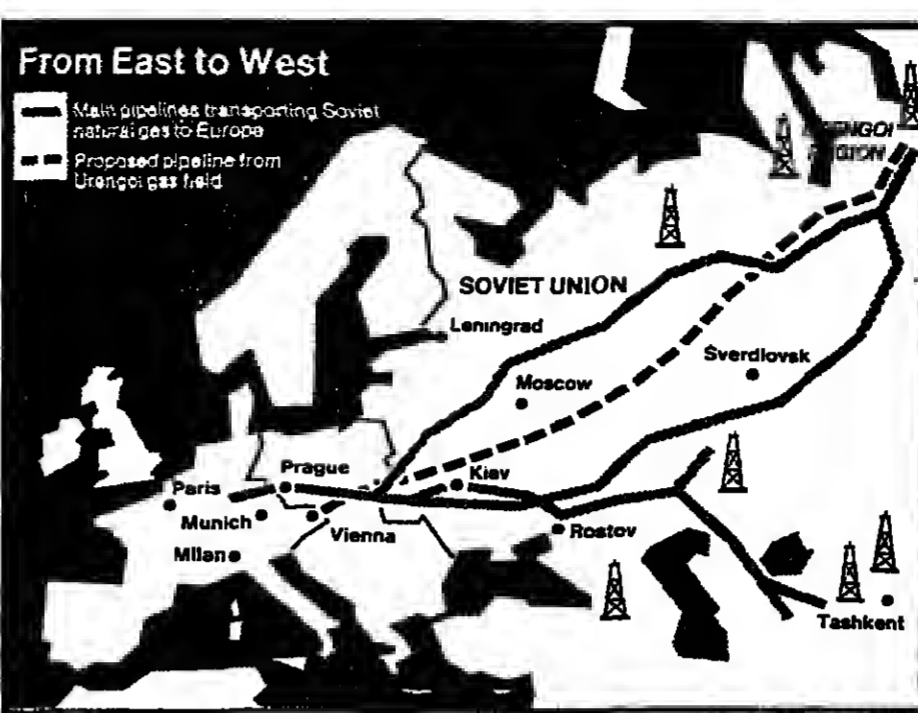 From East to West
Main pipelines transporting Soviet
natural gas to Europe
Proposed pipeline from
Urengoi gas field
URENGOI
REGION
SOVIET UNION
Leningrad
Sverdlovsk
Moscow
Prague
Kiev
Paris
Munich
Vienna
Rostov
Milan
Tashkent